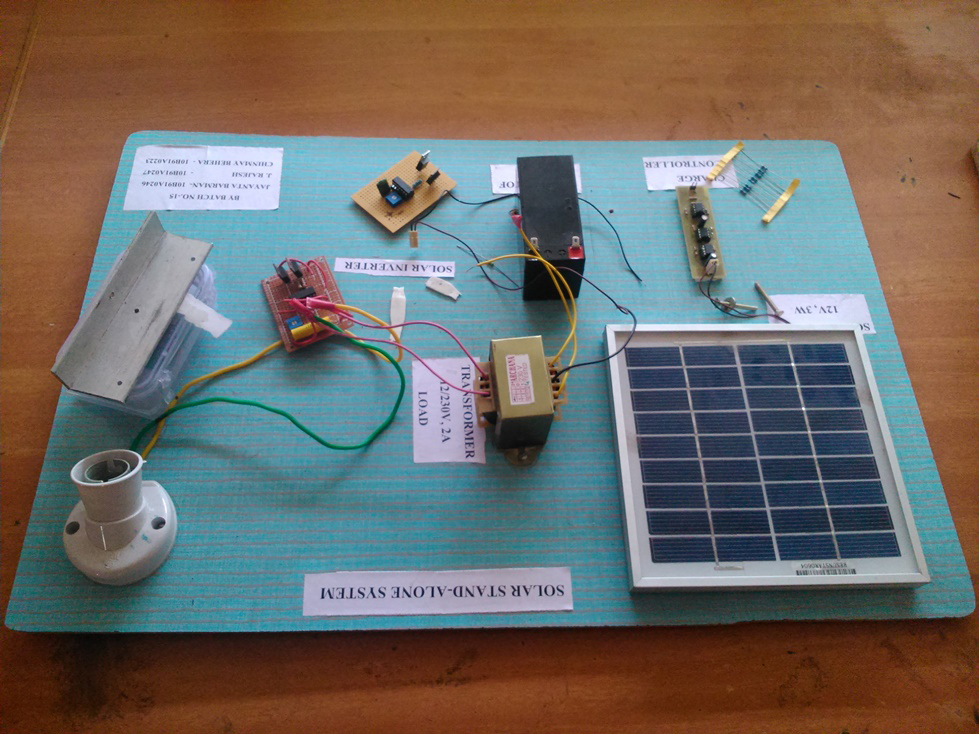 SOLAR STAND-ALONE SYSTEM
12V, 3W
TRANSFORMER
12/230V, 2A
LOAD
ARCHANA
SOLAR INVERTER
CHARGE
CONTROLLER
BY BATCH NO.-15
JAYANTA BARMAN- 10B91A0246
J. RAJESH - 10B91A0247
CHINMAY BEHERA - 10B91A0223